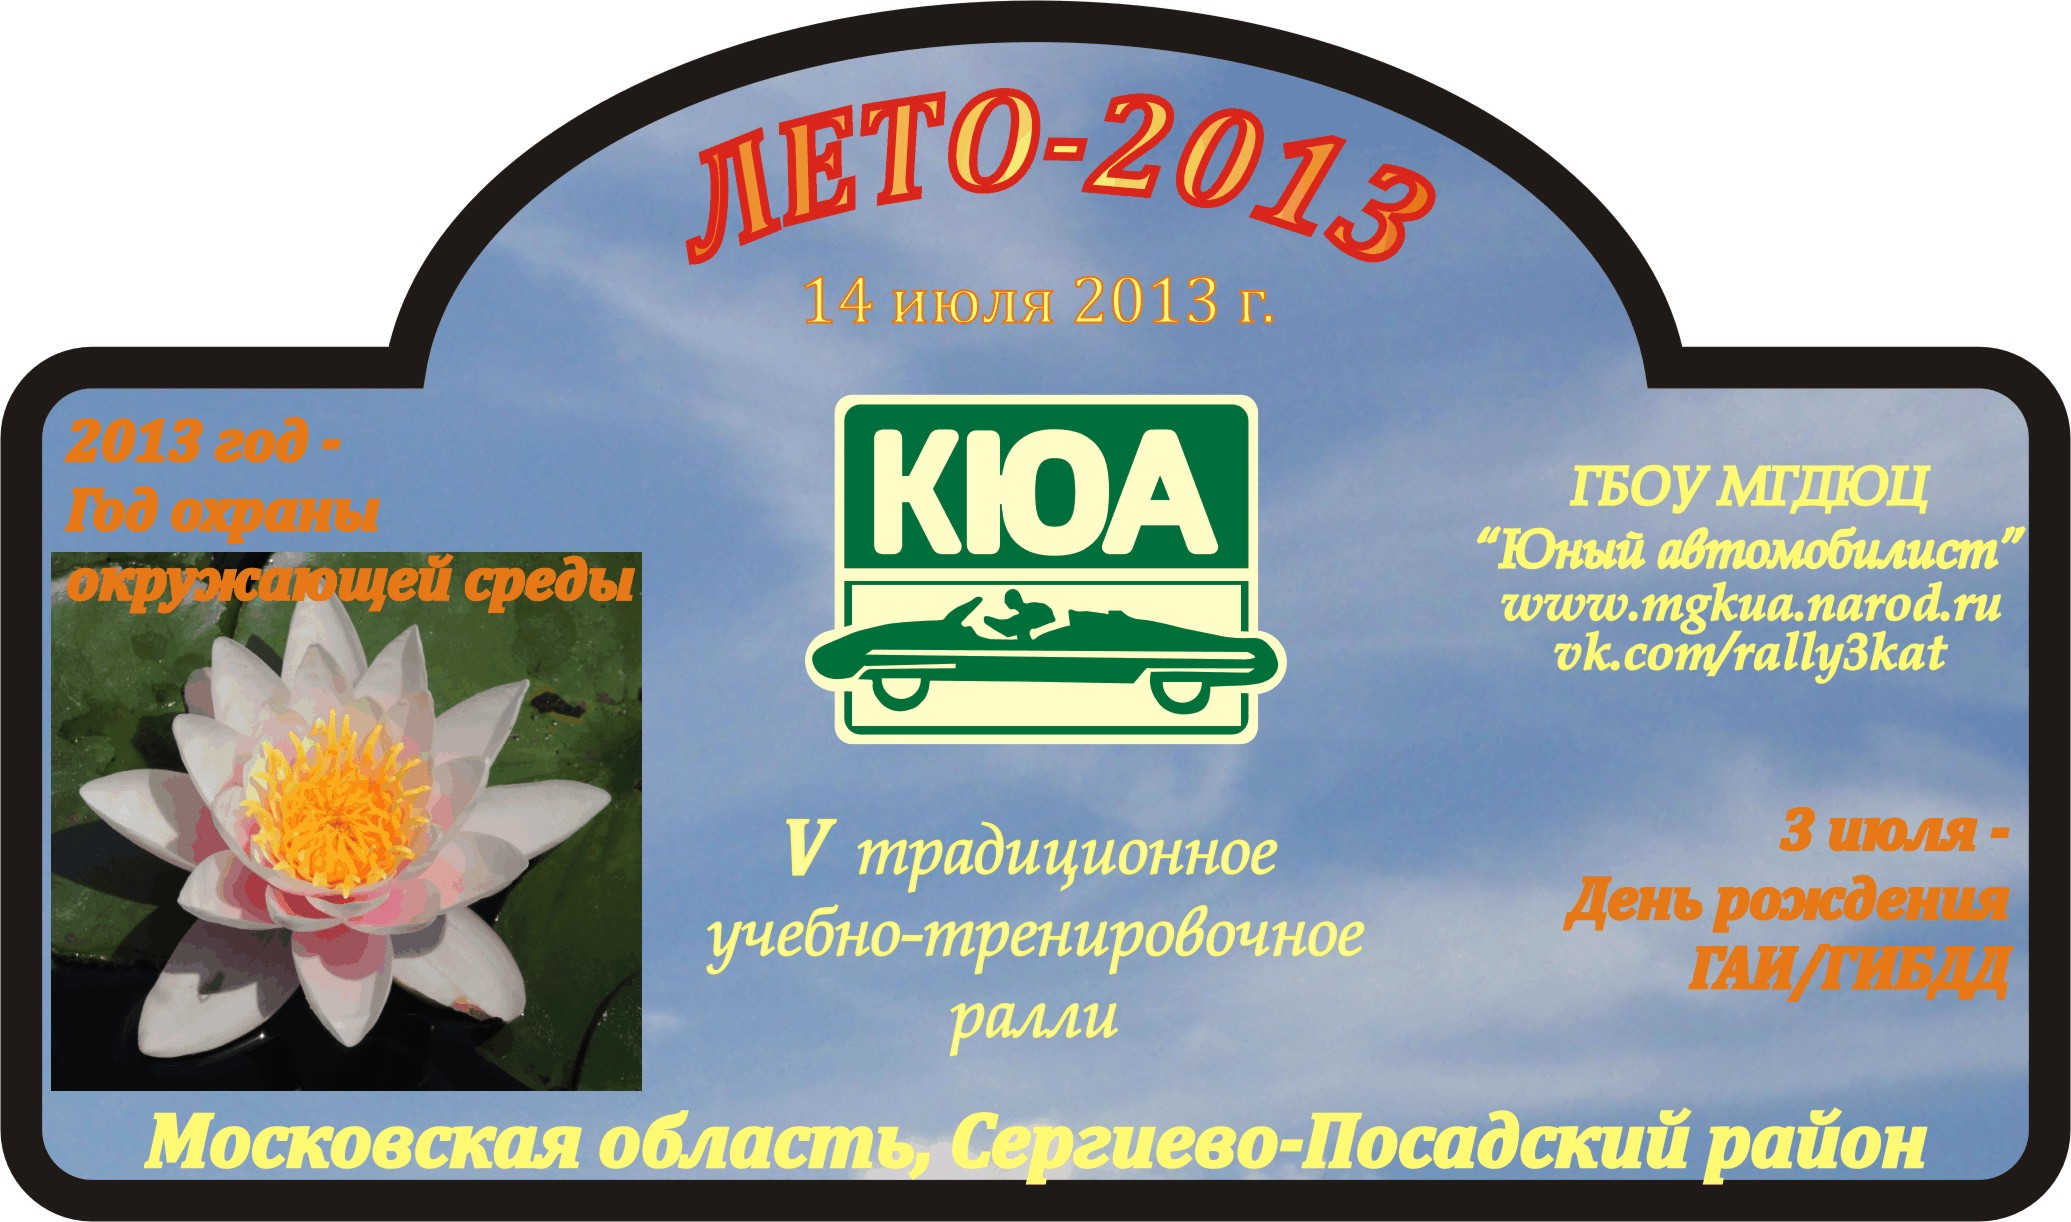 ЛЕТО-2013
14 июля 2013 г.
2013 год -
Год охраны
окружающей среды
КЮА
ГБОУ МГДЮЦ
“Юный автомобилист”
www.mgkua.narod.ru
vk.com/rally3kat
V традиционное
учебно-тренировочное
ралли
3 июля -
День рождения
ГАИ/ГИБДД
Московская область, Сергиево-Посадский район